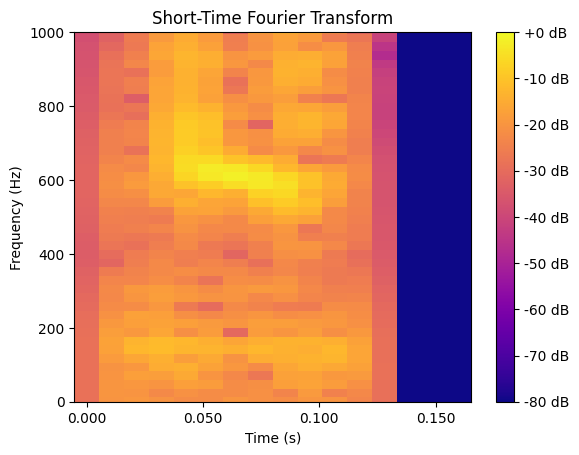 Short-Time Fourier Transform
1000
800
600
400
200
0
Frequency (Hz)
0.000
0.050
0.100
0.150
Time (s)
+0 dB
-10 dB
-20 dB
-30 dB
-40 dB
-50 dB
-60 dB
-70 dB
-80 dB